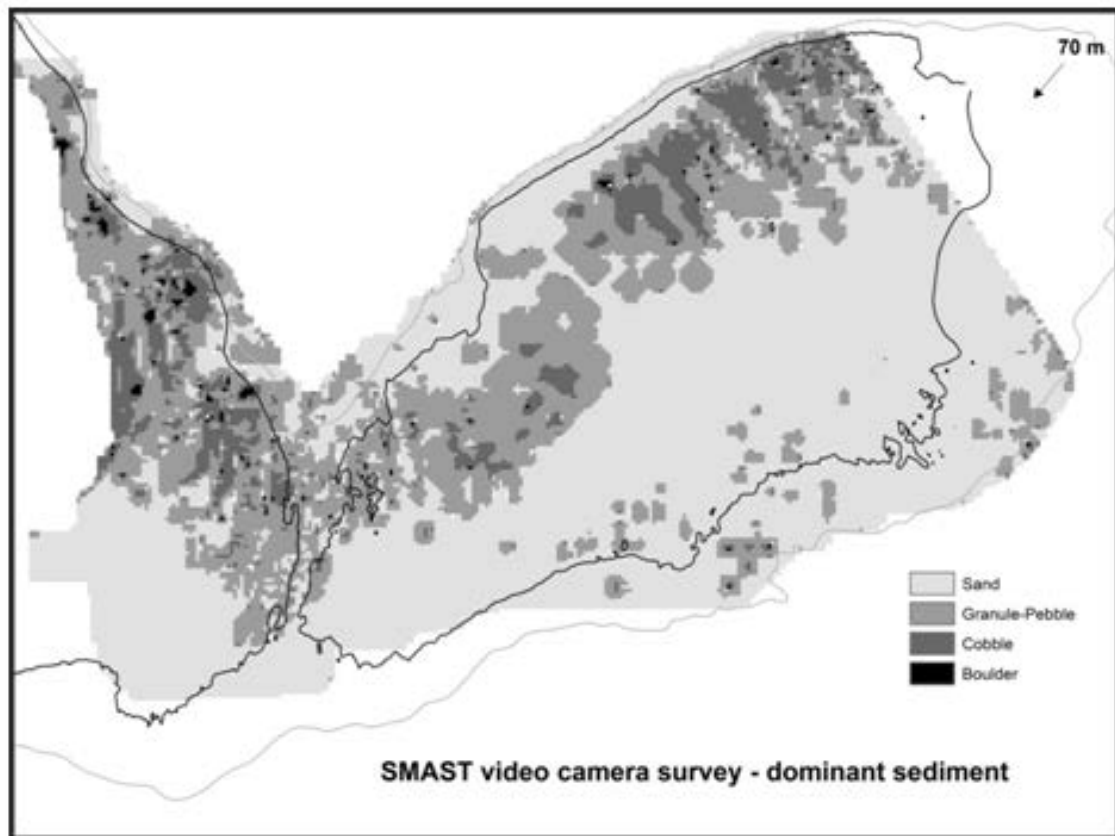 70 m
Sand
Granule-Pebble
Cobble
Boulder
SMAST video camera survey - dominant sediment